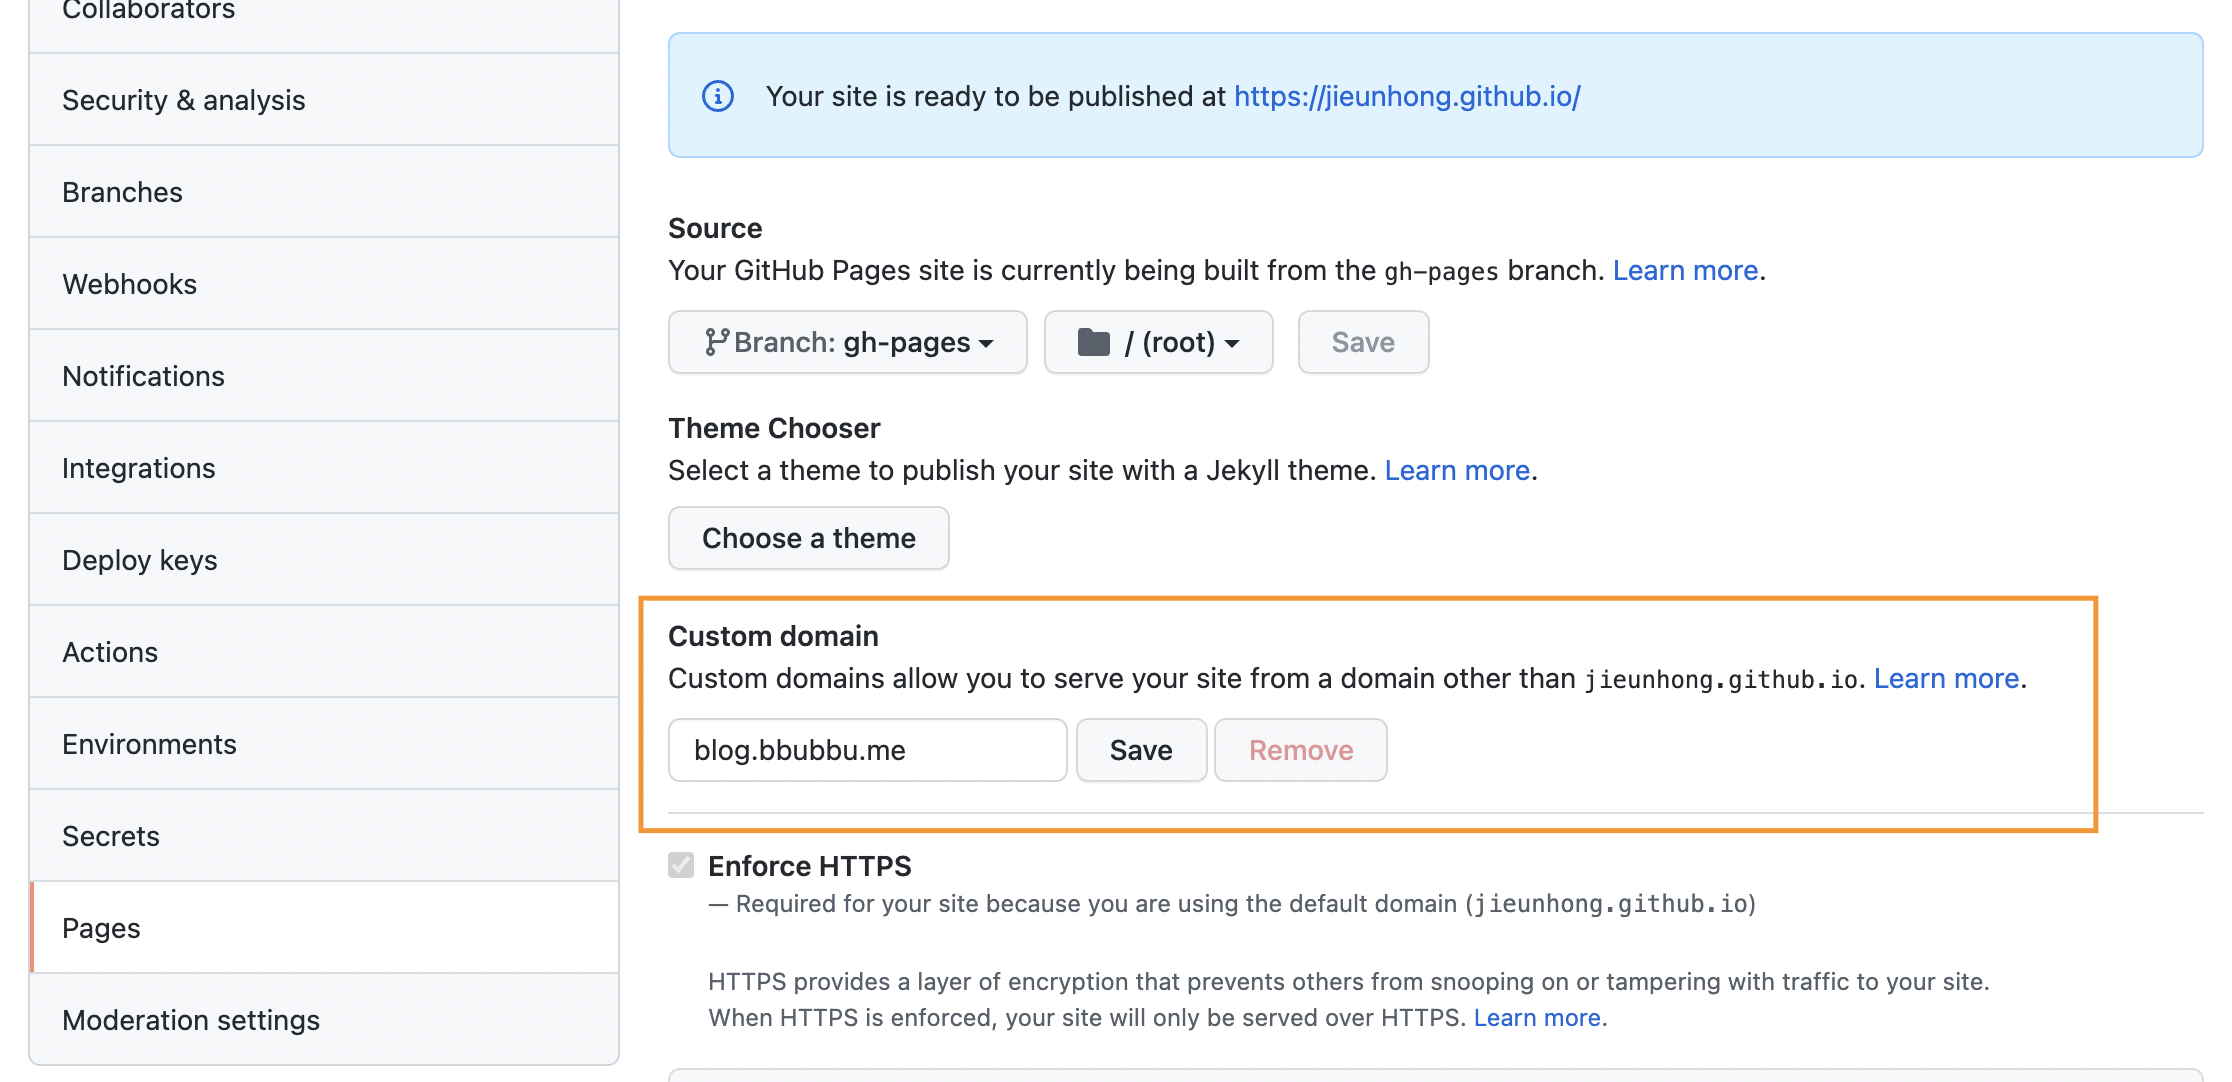 Collaborators
Security & analysis
Branches
Webhooks
Notifications
Integrations
Deploy keys
Actions
Environments
Secrets
Pages
Moderation settings
Your site is ready to be published at https://jieunhong.github.io/
Source
Your GitHub Pages site is currently being built from the gh-pages branch. Learn more.
Branch: gh-pages
/ (root)
Save
Theme Chooser
Select a theme to publish your site with a Jekyll theme. Learn more.
Choose a theme
Custom domain
Custom domains allow you to serve your site from a domain other than jieunhong.github.io. Learn more.
blog.bbubbu.me
Save
Remove
Enforce HTTPS
— Required for your site because you are using the default domain (jieunhong.github.io)
HTTPS provides a layer of encryption that prevents others from snooping on or tampering with traffic to your site.
When HTTPS is enforced, your site will only be served over HTTPS. Learn more.